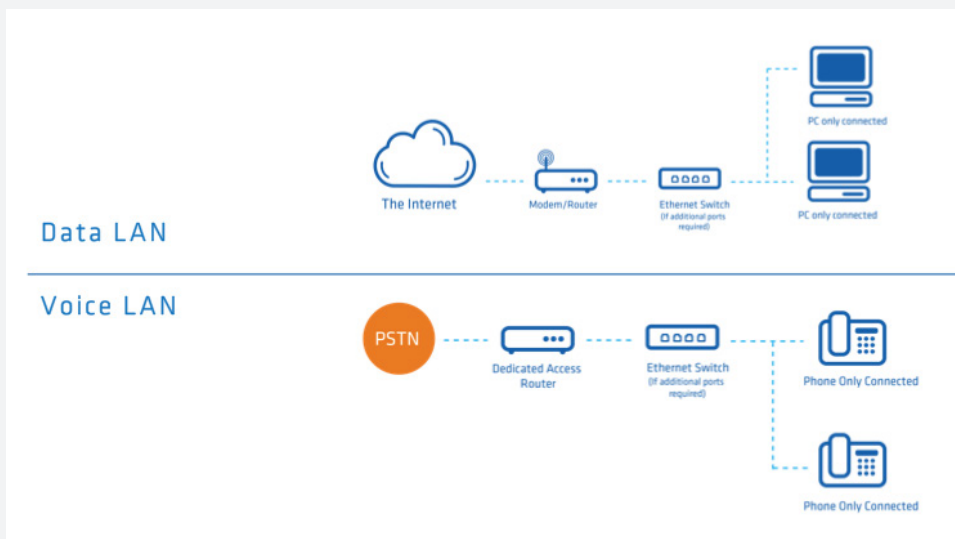 PC only connected
The Internet
Modem/Router
Ethernet Switch
(If additional ports
required)
PC only connected
Data LAN
Voice LAN
PSTN
Dedicated Access
Router
Ethernet Switch
(If additional ports
required)
Phone Only Connected
Phone Only Connected